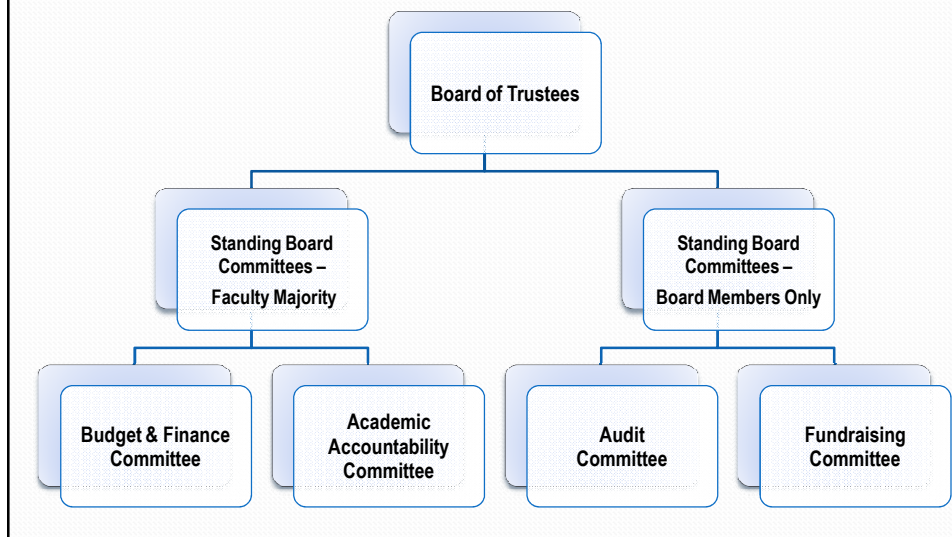 Board of Trustees
Standing Board
Committees –
Faculty Majority
Standing Board
Committees –
Board Members Only
Budget & Finance
Committee
Academic
Accountability
Committee
Audit
Committee
Fundraising
Committee